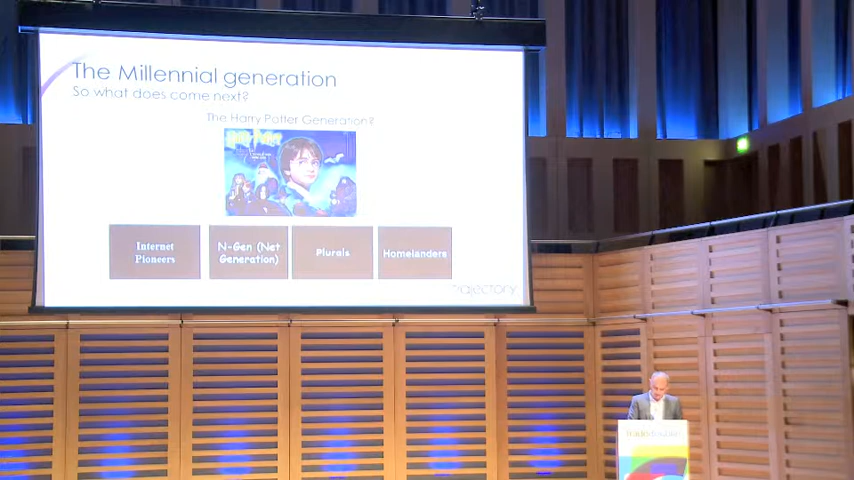 The Millennial generation
So what does come next?
The Harry Potter Generation?
Potter
Internet
Pioneers
N-Gen (Net
Generation)
Plurals
Homelanders
trajectory